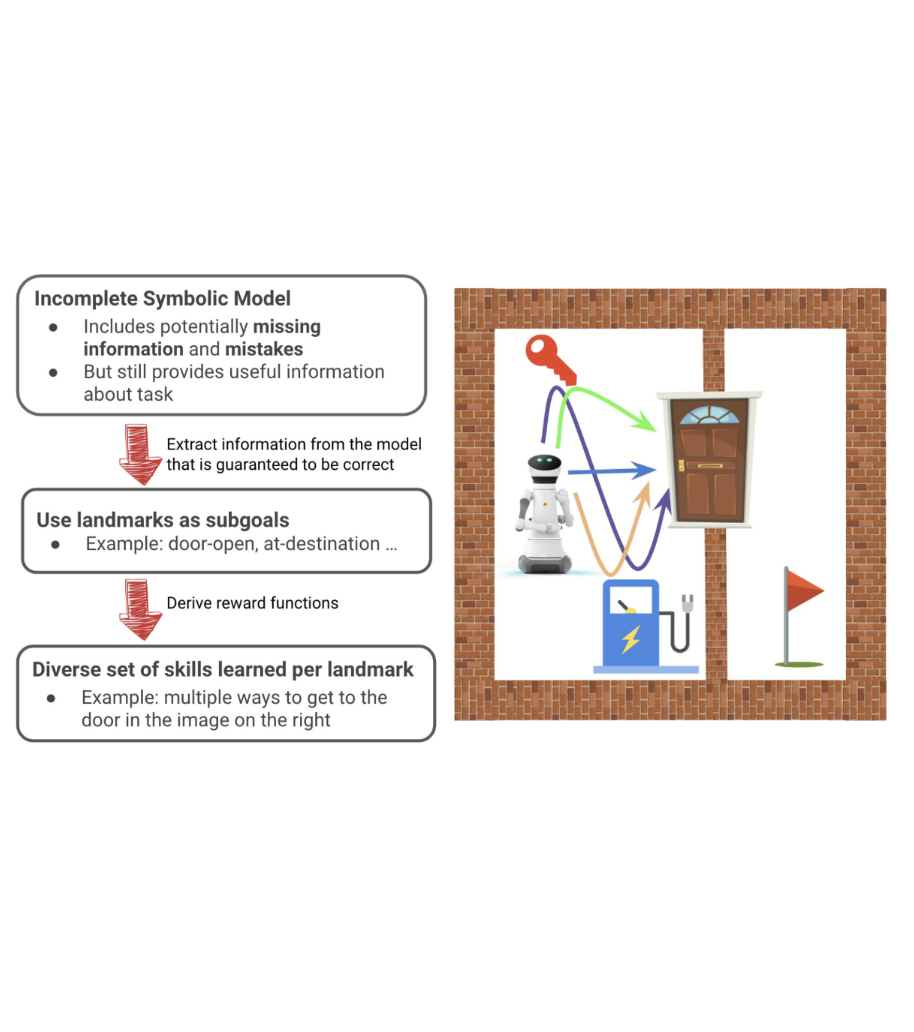 Incomplete Symbolic Model
● Includes potentially missing
information and mistakes
● But still provides useful information
about task
Extract information from the model
that is guaranteed to be correct
Use landmarks as subgoals
● Example: door-open, at-destination ...
Derive reward functions
Diverse set of skills learned per landmark
● Example: multiple ways to get to the
door in the image on the right